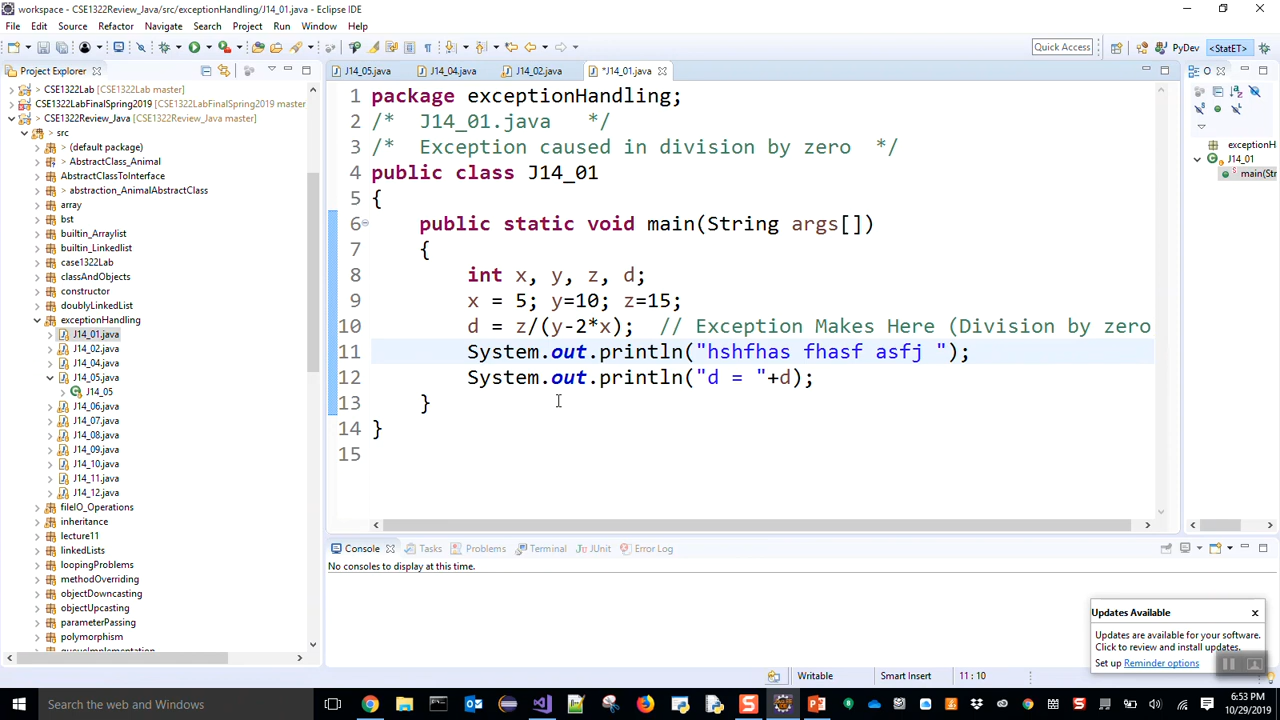 workspace - CSE1322Review_Java/src/exceptionHandling/J14_01.java - Eclipse IDE
File Edit Source Refactor Navigate Search Project Run Window Help
Quick Access
PyDev
<StatET>
Project Explorer
J14_05.java
J14_04.java
J14_02.java
*J14_01.java
> CSE1322Lab [CSE1322Lab master]
CSE1322LabFinalSpring2019 [CSE1322LabFinalSpring2019 master]
> CSE1322Review_Java [CSE1322Review_Java master]
> src
> (default package)
> AbstractClass_Animal
AbstractClassToInterface
> abstraction_AnimalAbstractClass
array
bst
builtin_Arraylist
builtin_Linkedlist
case1322Lab
classAndObjects
constructor
doublyLinkedList
exceptionHandling
J14_01.java
J14_02.java
J14_04.java
J14_05.java
J14_05
J14_06.java
J14_07.java
J14_08.java
J14_09.java
J14_10.java
J14_11.java
J14_12.java
fileIO_Operations
inheritance
lecture11
linkedLists
loopingProblems
methodOverriding
objectDowncasting
objectUpcasting
parameterPassing
polymorphism
1 package exceptionHandling;
2 /*  J14_01.java   */
3 /*  Exception caused in division by zero  */
4 public class J14_01
5 {
6 public static void main(String args[])
7 {
8 int x, y, z, d;
9 x = 5; y=10; z=15;
10 d = z/(y-2*x);  // Exception Makes Here (Division by zero
11 System.out.println("hshfhas fhasf asfj ");
12 System.out.println("d = "+d);
13 }
14 }
15
exceptionH
J14_01
main(Str
Console
Tasks
Problems
Terminal
JUnit
Error Log
No consoles to display at this time.
Updates Available
Updates are available for your software.
Click to review and install updates.
Set up Reminder options
Writable
Smart Insert
11 : 10
Search the web and Windows
6:53 PM
10/29/2019